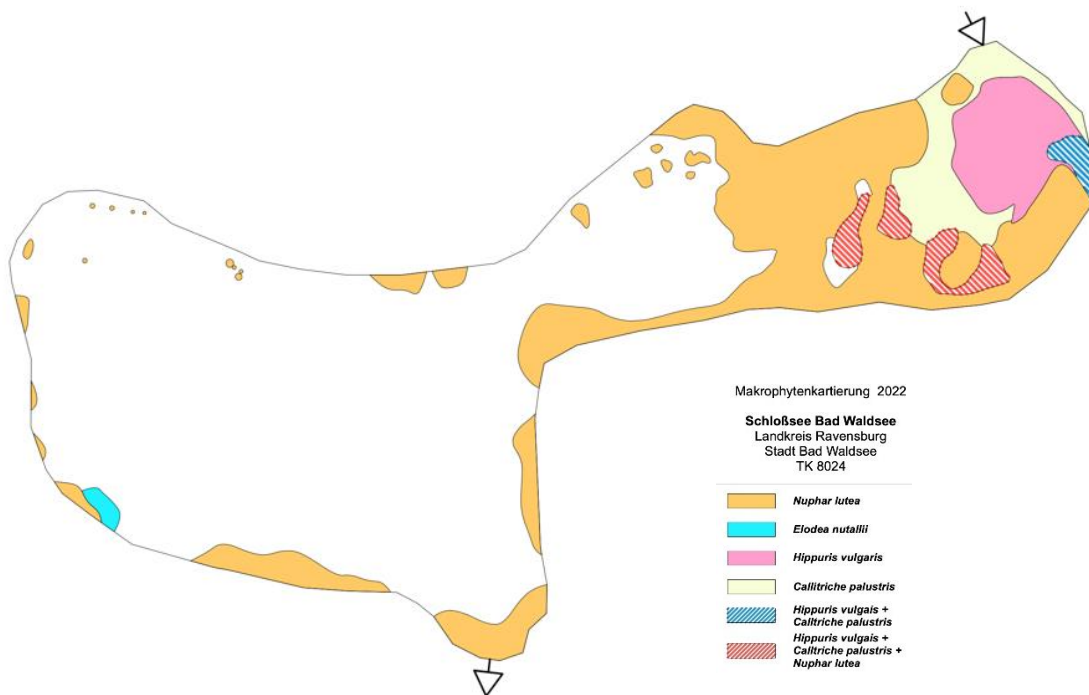 Makrophytenkartierung 2022
Schloßsee Bad Waldsee
Landkreis Ravensburg
Stadt Bad Waldsee
TK 8024
Nuphar lutea
Elodea nutallii
Hippuris vulgaris
Callitriche palustris
Hippuris vulgais +
Calltriche palustris
Hippuris vulgais +
Calltriche palustris +
Nuphar lutea